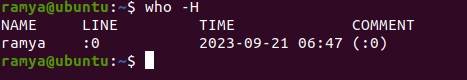 ramya@ubuntu:~$ who -H
NAME     LINE         TIME             COMMENT
ramya    :0           2023-09-21 06:47 (:0)
ramya@ubuntu:~$